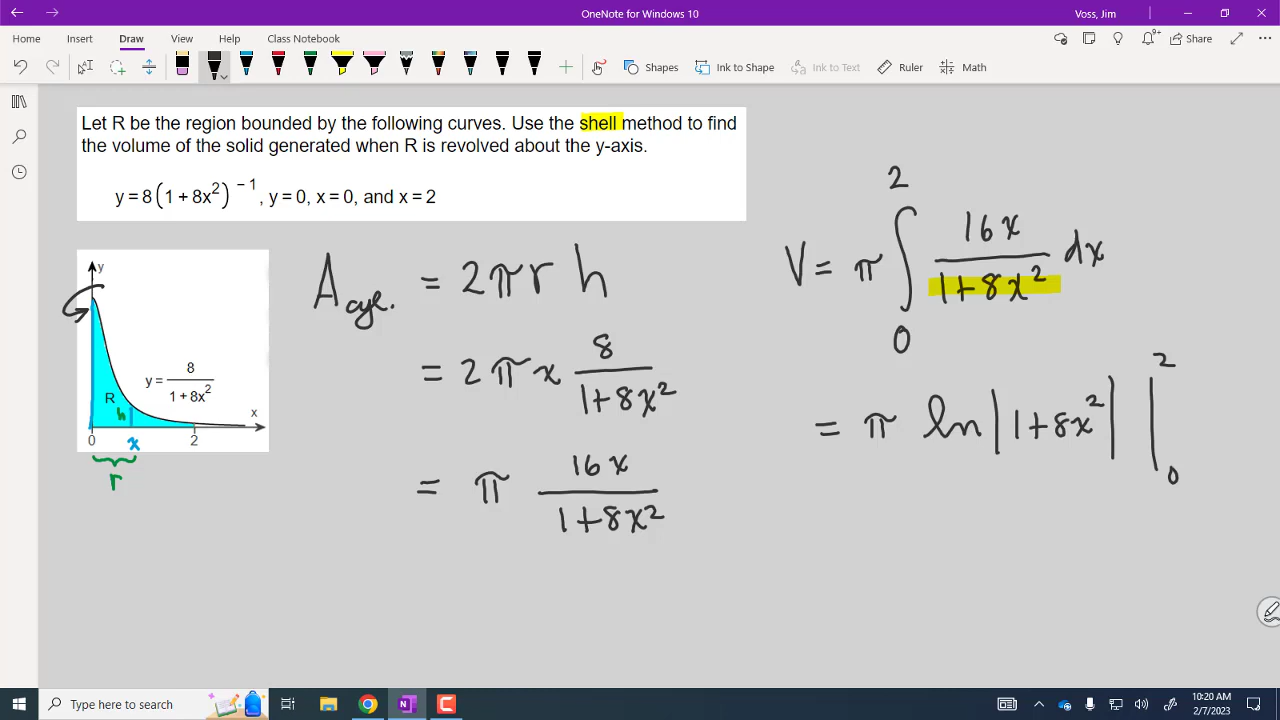 OneNote for Windows 10
Voss, Jim
Home Insert Draw View Help Class Notebook
Share
Shapes Ink to Shape Ink to Text Ruler Math
Let R be the region bounded by the following curves. Use the shell method to find
the volume of the solid generated when R is revolved about the y-axis.
y = 8(1 + 8x²)⁻¹, y = 0, x = 0, and x = 2
y
y = 8 / (1 + 8x²)
R
h
x
0 x 2
r
A cyl. = 2πr h
= 2πx 8 / (1+8x²)
= π 16x / (1+8x²)
V = π ∫₀² 16x / (1+8x²) dx
= π ln|1+8x²| |₀²
Type here to search
10:20 AM
2/7/2023